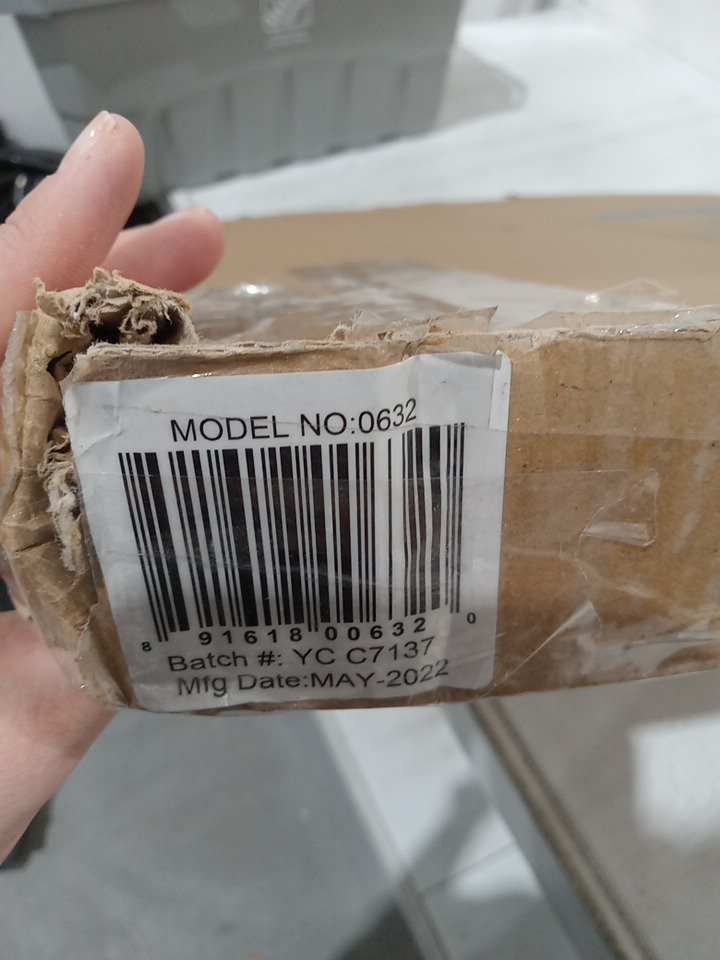 MODEL NO:0632
8 91618 00632 0
Batch #: YC C7137
Mfg Date:MAY-2022